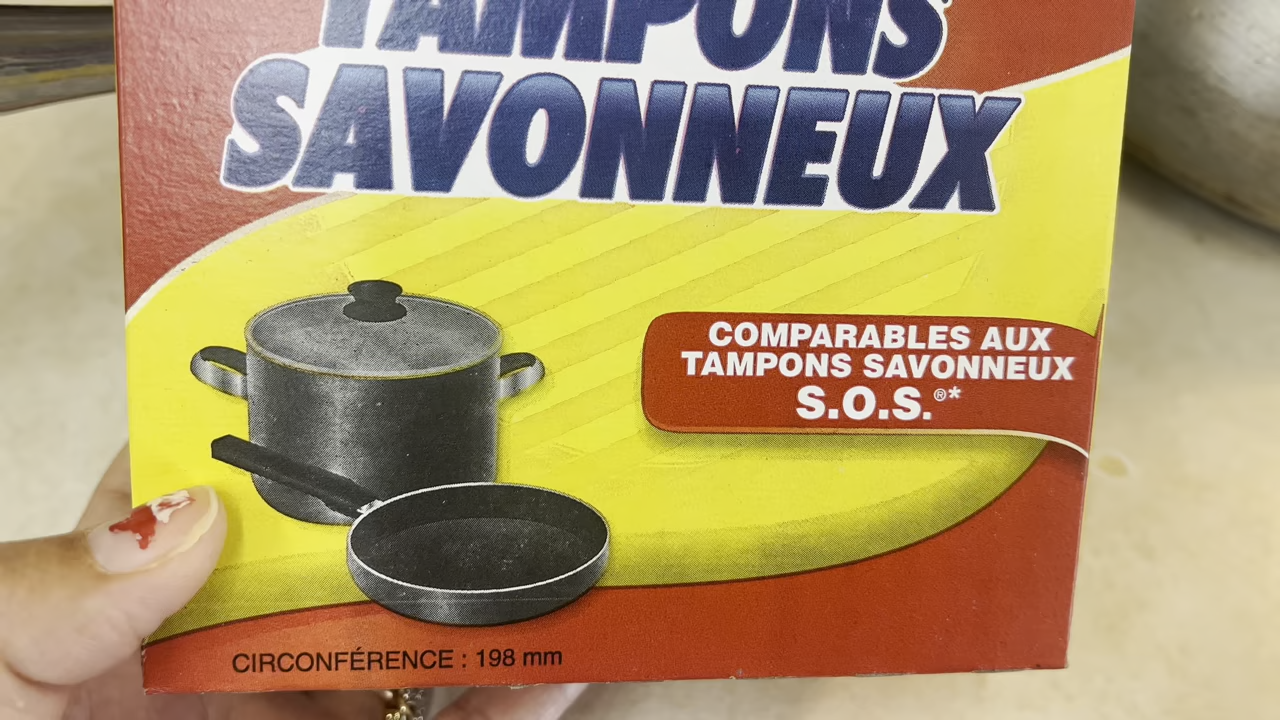 TAMPONS
SAVONNEUX
COMPARABLES AUX
TAMPONS SAVONNEUX
S.O.S.®*
CIRCONFÉRENCE : 198 mm